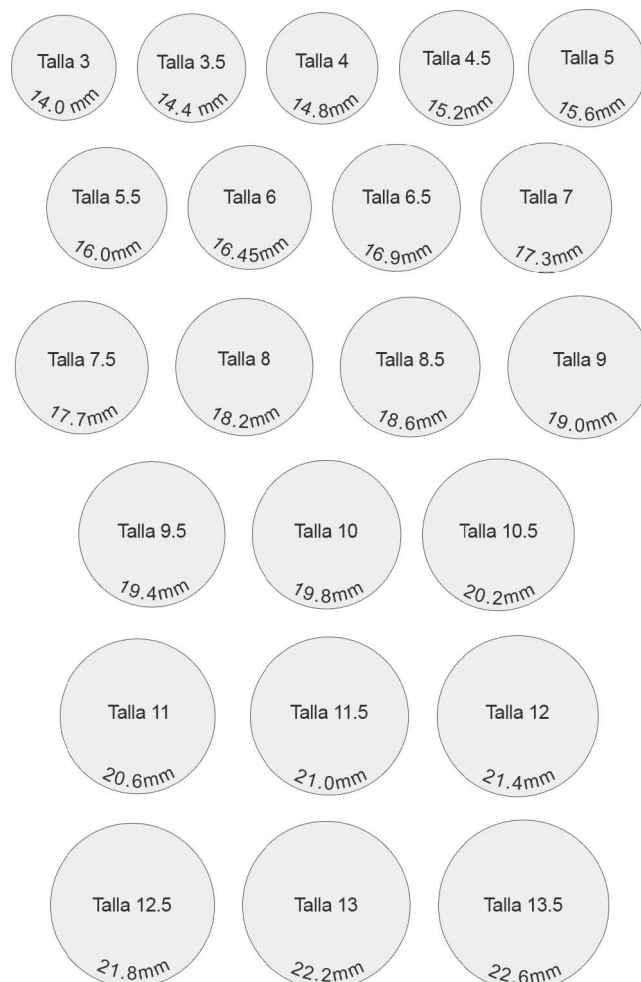 Talla 3
14.0 mm
Talla 3.5
14.4 mm
Talla 4
14.8mm
Talla 4.5
15.2mm
Talla 5
15.6mm
Talla 5.5
16.0mm
Talla 6
16.45mm
Talla 6.5
16.9mm
Talla 7
17.3mm
Talla 7.5
17.7mm
Talla 8
18.2mm
Talla 8.5
18.6mm
Talla 9
19.0mm
Talla 9.5
19.4mm
Talla 10
19.8mm
Talla 10.5
20.2mm
Talla 11
20.6mm
Talla 11.5
21.0mm
Talla 12
21.4mm
Talla 12.5
21.8mm
Talla 13
22.2mm
Talla 13.5
22.6mm